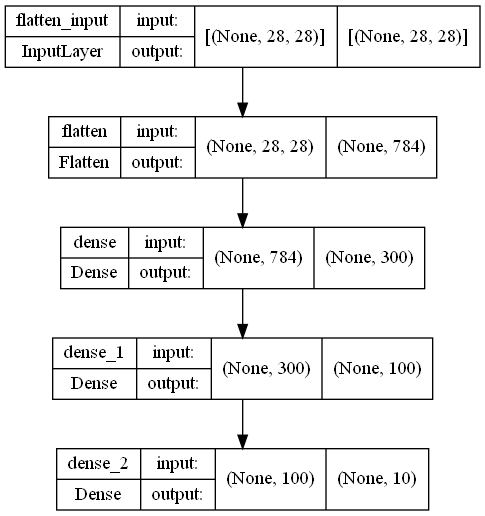 flatten_input input: [(None, 28, 28)] [(None, 28, 28)]
InputLayer output:
flatten input: (None, 28, 28) (None, 784)
Flatten output:
dense input: (None, 784) (None, 300)
Dense output:
dense_1 input: (None, 300) (None, 100)
Dense output:
dense_2 input: (None, 100) (None, 10)
Dense output: